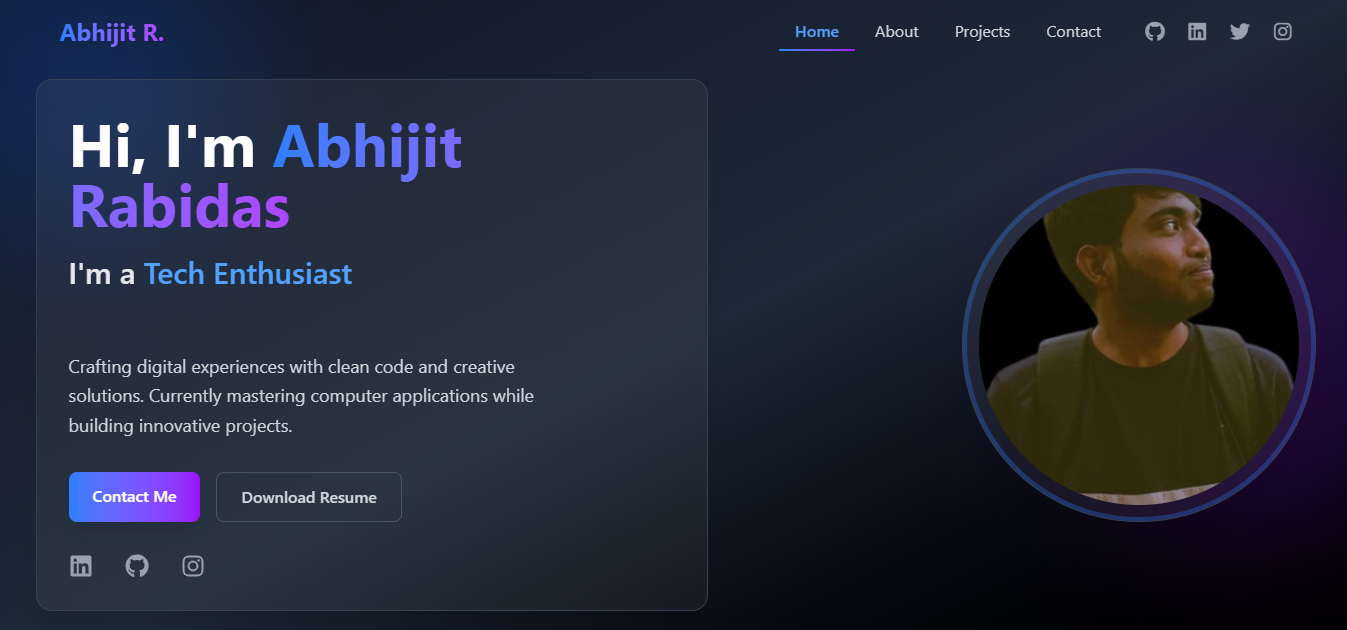 Abhijit R.
Home
About
Projects
Contact
Hi, I'm Abhijit
Rabidas
I'm a Tech Enthusiast
Crafting digital experiences with clean code and creative
solutions. Currently mastering computer applications while
building innovative projects.
Contact Me
Download Resume